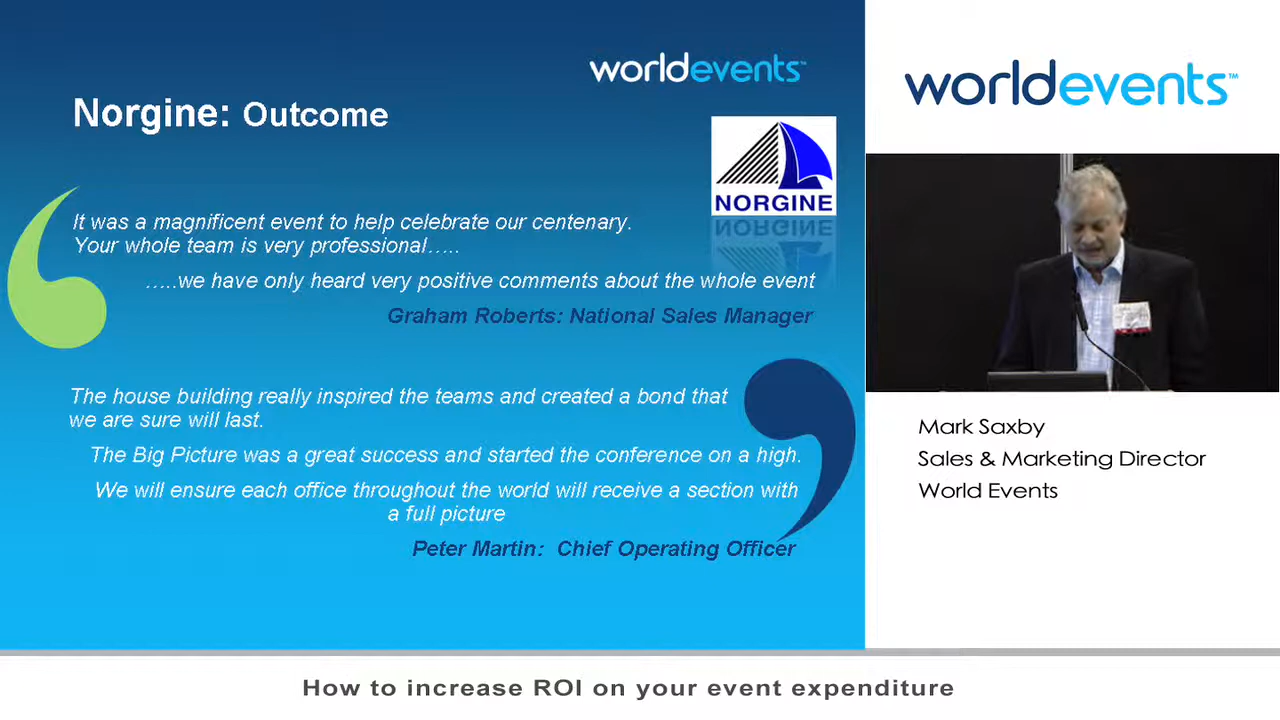 worldevents™
Norgine: Outcome
NORGINE
It was a magnificent event to help celebrate our centenary.
Your whole team is very professional…..
…..we have only heard very positive comments about the whole event
Graham Roberts: National Sales Manager
The house building really inspired the teams and created a bond that
we are sure will last.
The Big Picture was a great success and started the conference on a high.
We will ensure each office throughout the world will receive a section with
a full picture
Peter Martin: Chief Operating Officer
worldevents™
Mark Saxby
Sales & Marketing Director
World Events
How to increase ROI on your event expenditure